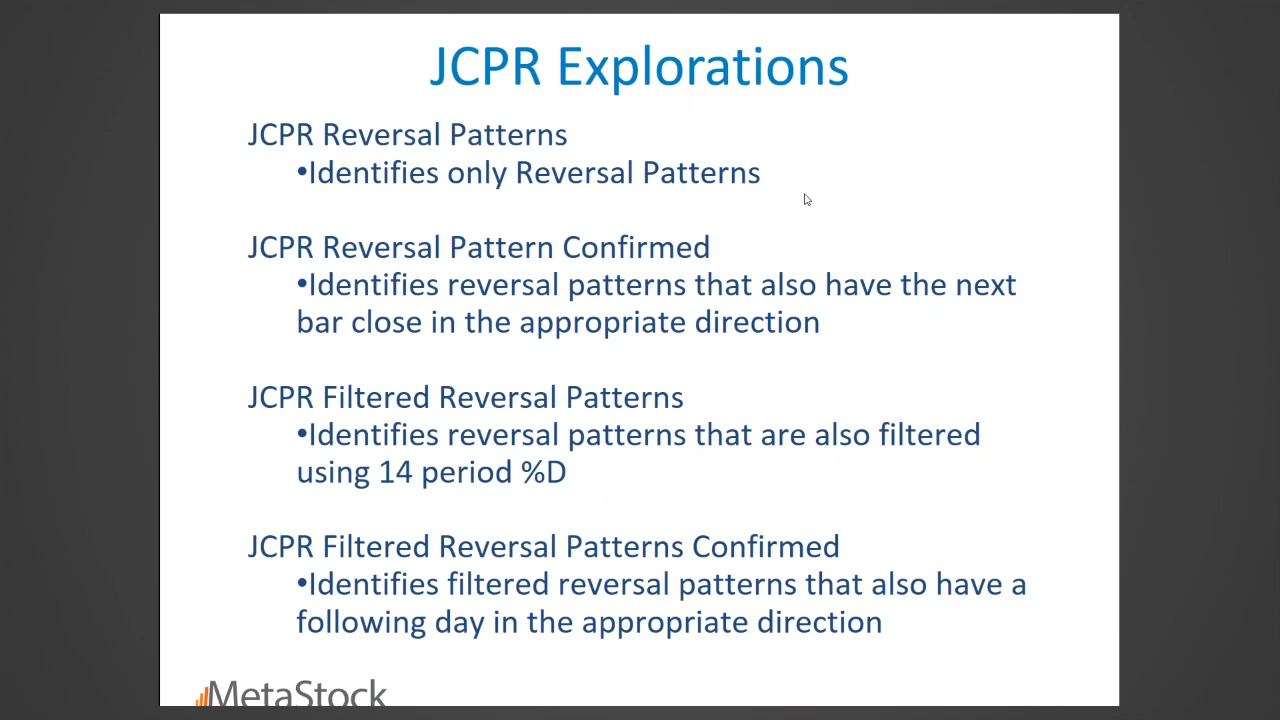 JCPR Explorations
JCPR Reversal Patterns
•Identifies only Reversal Patterns
JCPR Reversal Pattern Confirmed
•Identifies reversal patterns that also have the next
bar close in the appropriate direction
JCPR Filtered Reversal Patterns
•Identifies reversal patterns that are also filtered
using 14 period %D
JCPR Filtered Reversal Patterns Confirmed
•Identifies filtered reversal patterns that also have a
following day in the appropriate direction
MetaStock